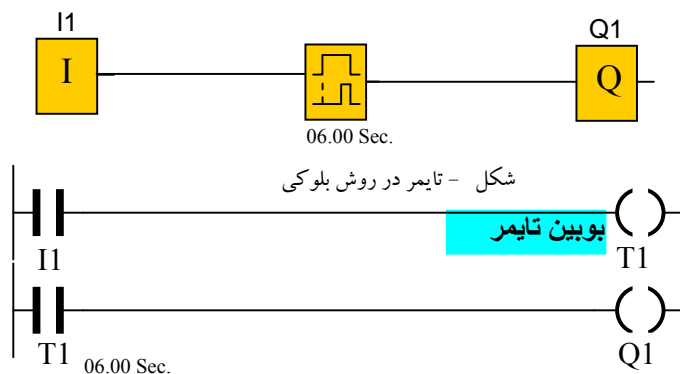 I1
Q1
I
Q
06.00 Sec.
شکل - تایمر در روش بلوکی
بوبین تایمر
I1
T1
T1
06.00 Sec.
Q1